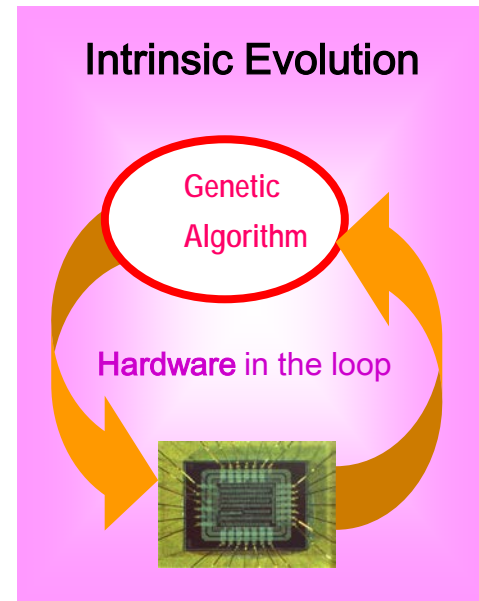 Intrinsic Evolution
Genetic
Algorithm
Hardware in the loop